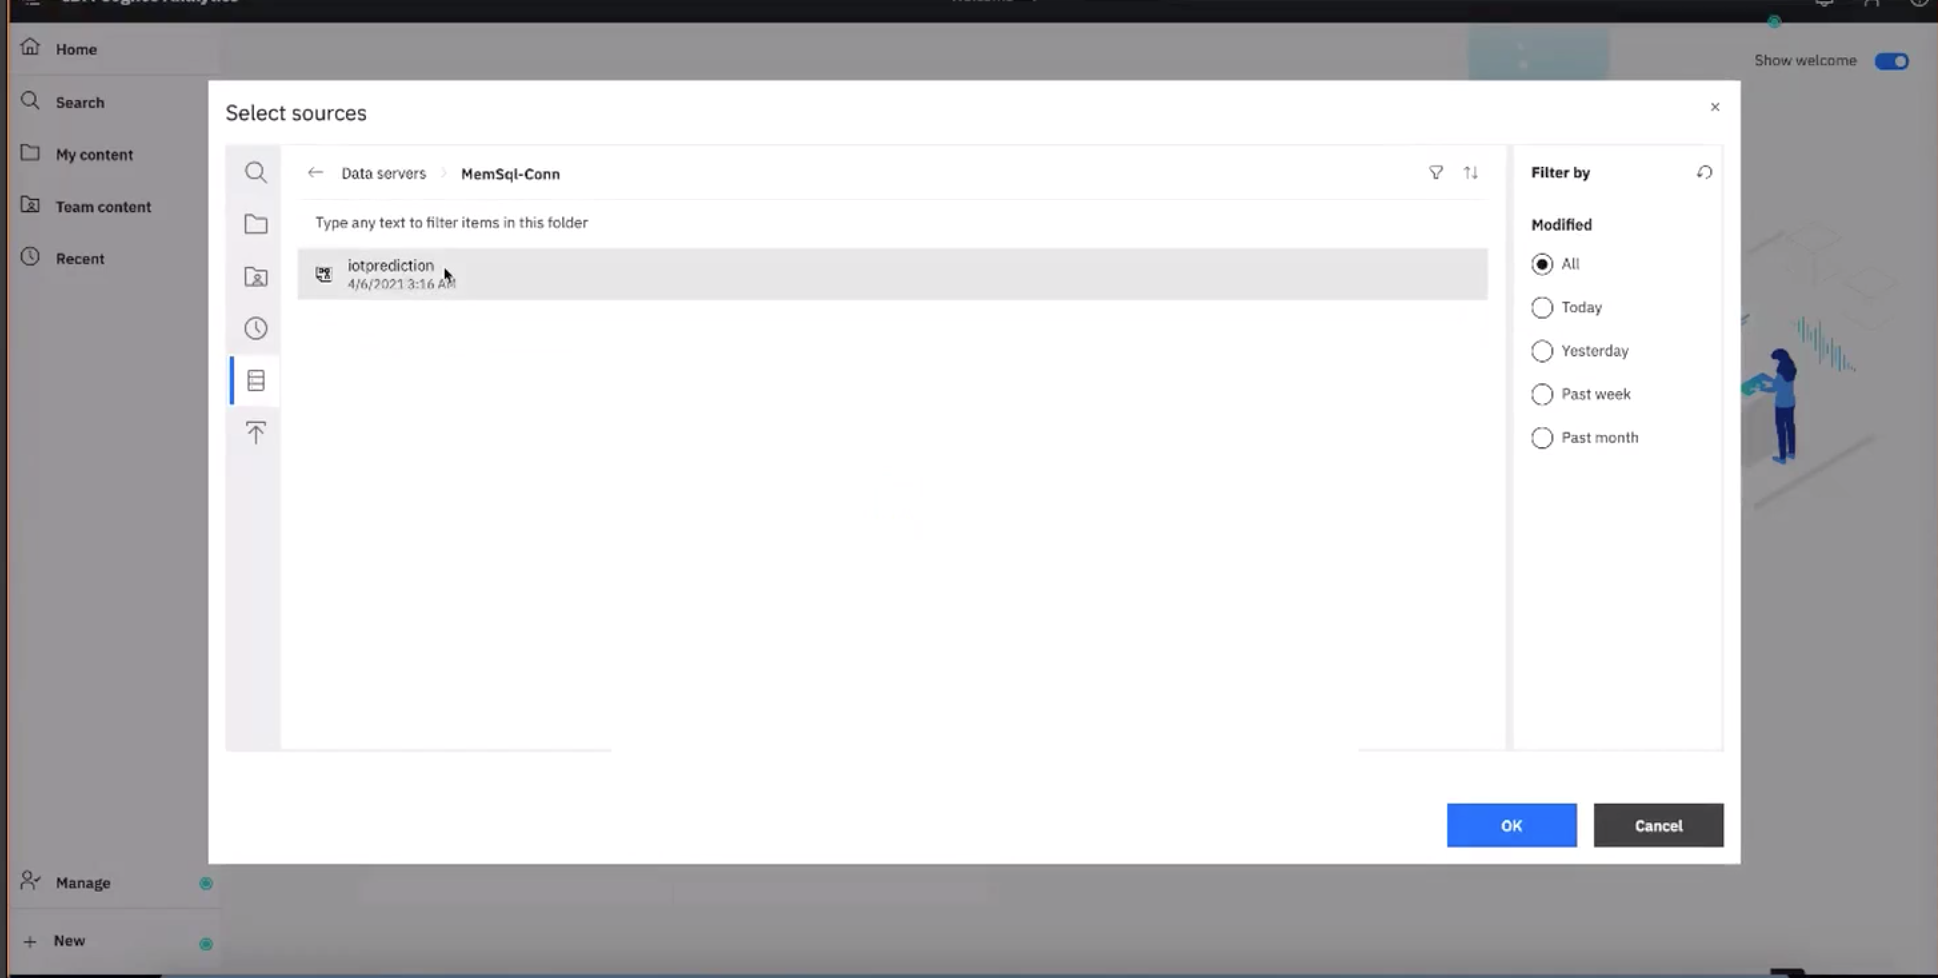 Home
Show welcome
Search
My content
Team content
Recent
Select sources
Data servers
MemSql-Conn
Type any text to filter items in this folder
iotprediction
4/6/2021 3:16 AM
Filter by
Modified
All
Today
Yesterday
Past week
Past month
OK
Cancel
Manage
New